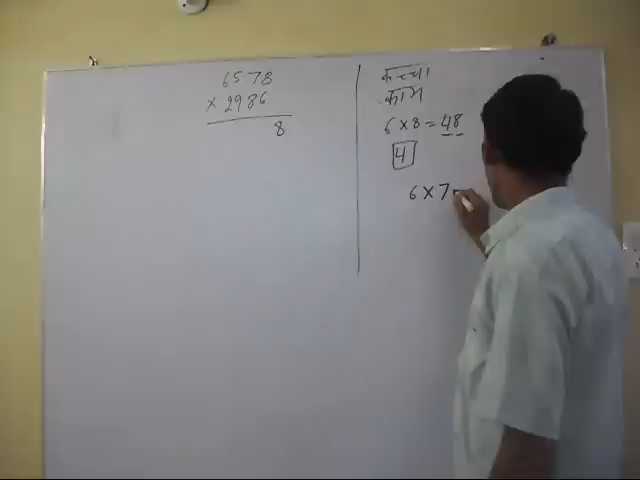 6578
× 2986
8
कच्चा
काम
6 × 8 = 48
4
6 × 7 =